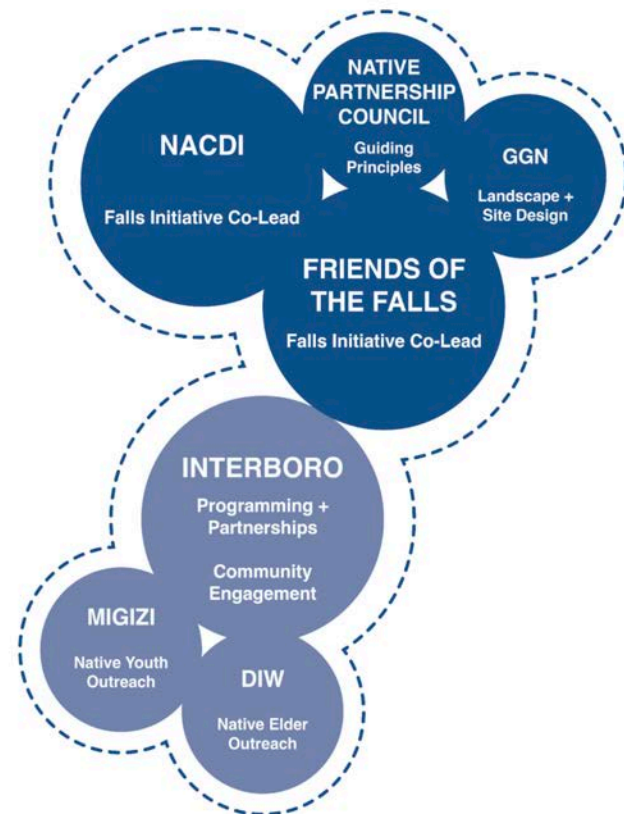 NATIVE
PARTNERSHIP
COUNCIL
Guiding
Principles
NACDI
Falls Initiative Co-Lead
GGN
Landscape +
Site Design
FRIENDS OF
THE FALLS
Falls Initiative Co-Lead
INTERBORO
Programming +
Partnerships
Community
Engagement
MIGIZI
Native Youth
Outreach
DIW
Native Elder
Outreach